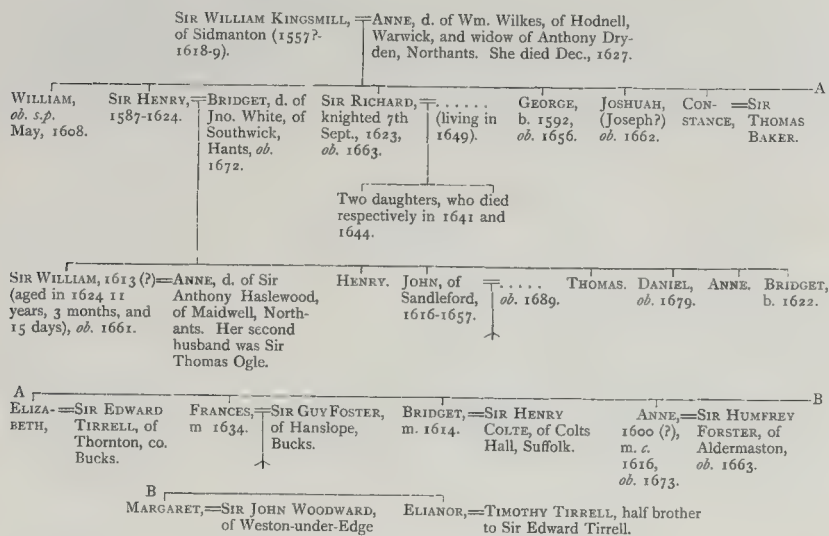 SIR WILLIAM KINGSMILL, of Sidmanton (1557?-1618-9).
ANNE, d. of Wm. Wilkes, of Hodnell,
Warwick, and widow of Anthony Dry-
den, Northants. She died Dec., 1627.
A
WILLIAM,
ob. s.p.
May, 1608.
SIR HENRY,
1587-1624.
BRIDGET, d. of
Jno. White, of
Southwick,
Hants, ob.
1672.
SIR RICHARD,
knighted 7th
Sept., 1623,
ob. 1663.
. . . . .
(living in
1649).
GEORGE,
b. 1592,
ob. 1656.
JOSHUAH,
(Joseph?)
ob. 1662.
CON-
STANCE,
SIR
THOMAS
BAKER.
Two daughters, who died
respectively in 1641 and
1644.
SIR WILLIAM, 1613 (?)
(aged in 1624 11
years, 3 months, and
15 days), ob. 1661.
ANNE, d. of Sir
Anthony Haslewood,
of Maidwell, North-
ants. Her second
husband was Sir
Thomas Ogle.
HENRY.
JOHN, of
Sandleford,
1616-1657.
. . . . .
ob. 1689.
THOMAS.
DANIEL,
ob. 1679.
ANNE.
BRIDGET,
b. 1622.
A
B
ELIZA-
BETH,
SIR EDWARD
TIRRELL, of
Thornton, co.
Bucks.
FRANCES,
m 1634.
SIR GUY FOSTER,
of Hanslope,
Bucks.
BRIDGET,
m. 1614.
SIR HENRY
COLTE, of Colts
Hall, Suffolk.
ANNE,
1600 (?),
m. c.
1616,
ob. 1673.
SIR HUMFREY
FORSTER, of
Aldermaston,
ob. 1663.
B
MARGARET,
SIR JOHN WOODWARD,
of Weston-under-Edge
ELIANOR,
TIMOTHY TIRRELL, half brother
to Sir Edward Tirrell.